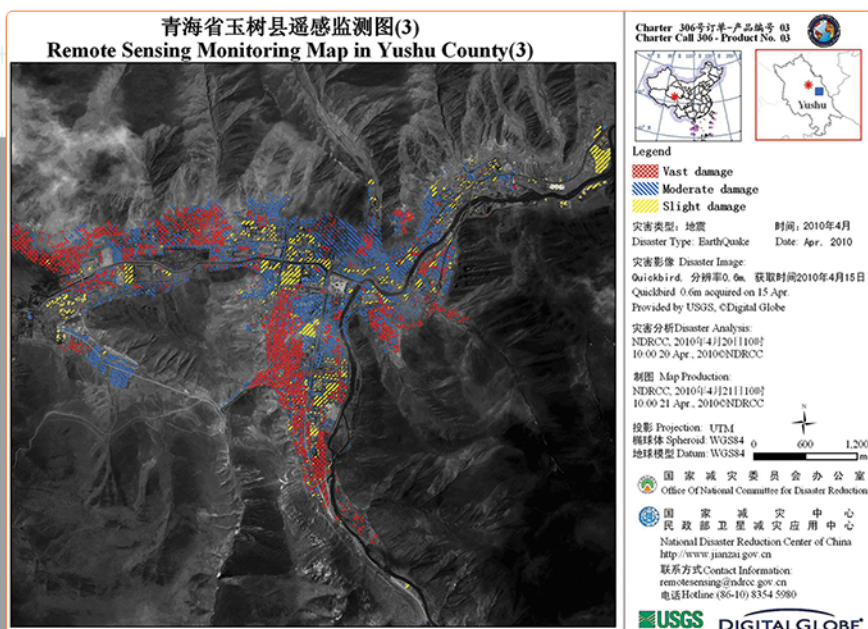 青海省玉树县遥感监测图(3)
Remote Sensing Monitoring Map in Yushu County(3)
Charter 306号订单-产品编号 03
Charter Call 306 - Product No. 03
Yushu
Legend
Vast damage
Moderate damage
Slight damage
灾害类型: 地震 时间: 2010年4月
Disaster Type: EarthQuake Date: Apr, 2010
灾害影像 Disaster Image:
Quickbird, 分辨率0.6m, 获取时间2010年4月15日
Quickbird 0.6m acquired on 15 Apr.
Provided by USGS, ©Digital Globe
灾害分析Disaster Analysis:
NDRCC, 2010年4月20日10时
10:00 20 Apr., 2010©NDRCC
制图 Map Production:
NDRCC, 2010年4月21日10时
10:00 21 Apr., 2010©NDRCC
N
投影 Projection: UTM
椭球体 Spheroid: WGS84
地球模型 Datum: WGS84
0 600 1,200
m
国家减灾委员会办公室
Office Of National Committee for Disaster Reduction
国家减灾中心
民政部卫星减灾应用中心
National Disaster Reduction Center of China
http://www.jianzai.gov.cn
联系方式Contact Information:
remotesensing@ndrcc.gov.cn
电话Hotline:(86-10) 8354 5980
USGS DIGITALGLOBE